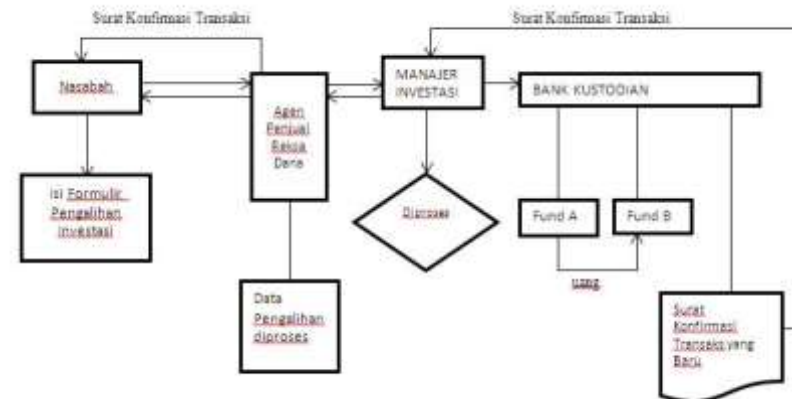 Surat Konfirmasi Transaksi
Surat Konfirmasi Transaksi
Nasabah
Agen
Penjual
Reksa
Dana
MANAJER
INVESTASI
BANK KUSTODIAN
Isi Formulir
Pengalihan
Investasi
Diproses
Fund A
Fund B
uang
Data
Pengalihan
diproses
Surat
Konfirmasi
Transaks yang
Baru